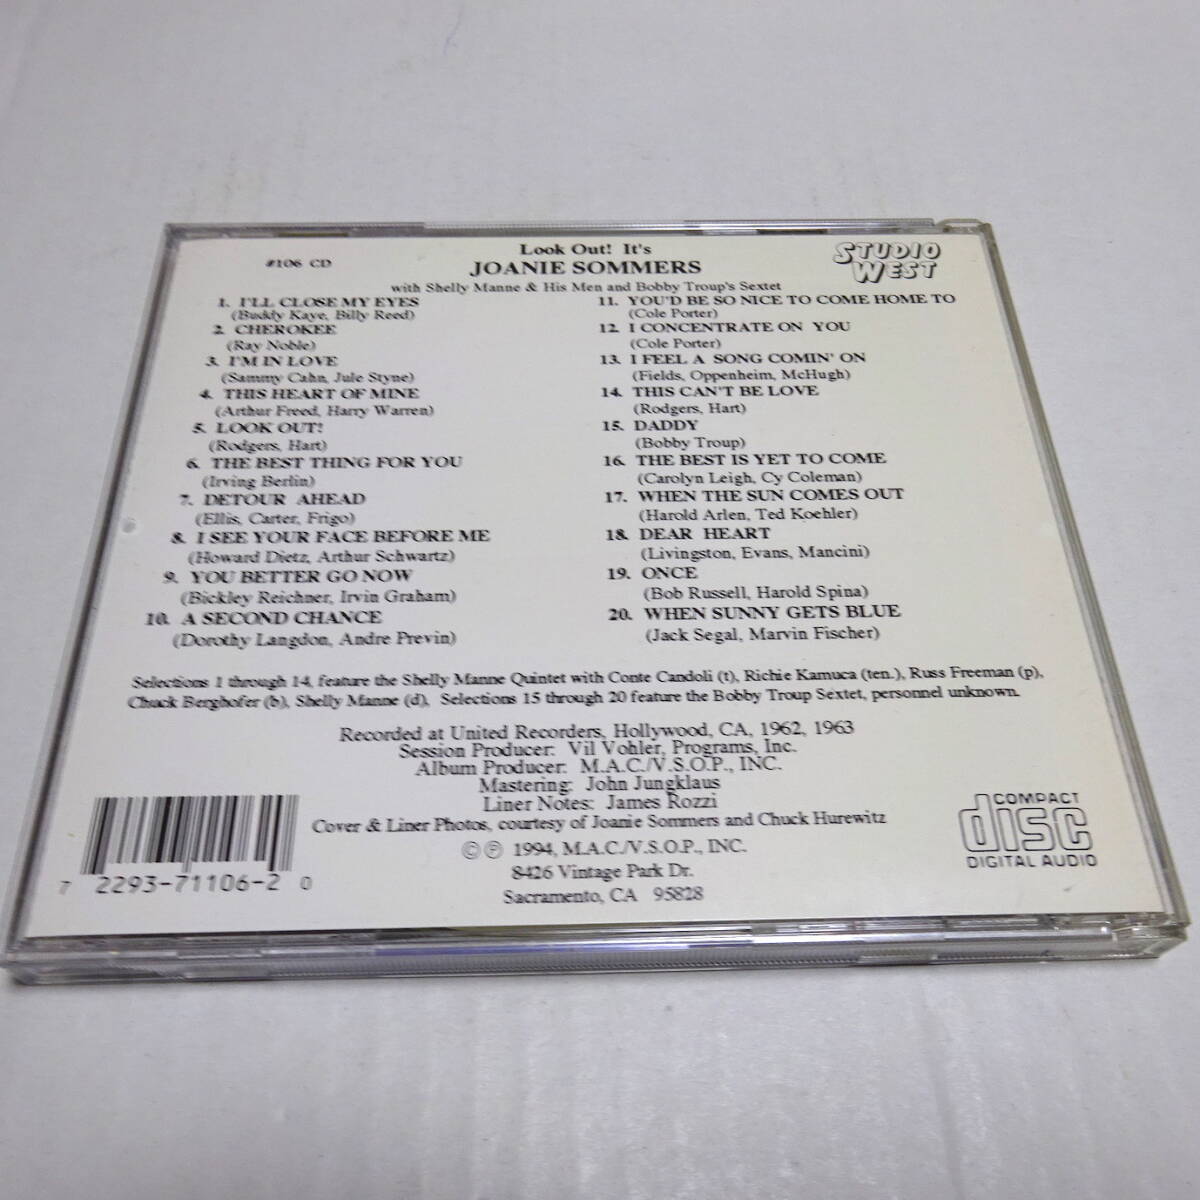 #106 CD
Look Out! It's
JOANIE SOMMERS
with Shelly Manne & His Men and Bobby Troup's Sextet
STUDIO
WEST
1. I'LL CLOSE MY EYES
(Buddy Kaye, Billy Reed)
2. CHEROKEE
(Ray Noble)
3. I'M IN LOVE
(Sammy Cahn, Jule Styne)
4. THIS HEART OF MINE
(Arthur Freed, Harry Warren)
5. LOOK OUT!
(Rodgers, Hart)
6. THE BEST THING FOR YOU
(Irving Berlin)
7. DETOUR AHEAD
(Ellis, Carter, Frigo)
8. I SEE YOUR FACE BEFORE ME
(Howard Dietz, Arthur Schwartz)
9. YOU BETTER GO NOW
(Bickley Reichner, Irvin Graham)
10. A SECOND CHANCE
(Dorothy Langdon, Andre Previn)
11. YOU'D BE SO NICE TO COME HOME TO
(Cole Porter)
12. I CONCENTRATE ON YOU
(Cole Porter)
13. I FEEL A SONG COMIN' ON
(Fields, Oppenheim, McHugh)
14. THIS CAN'T BE LOVE
(Rodgers, Hart)
15. DADDY
(Bobby Troup)
16. THE BEST IS YET TO COME
(Carolyn Leigh, Cy Coleman)
17. WHEN THE SUN COMES OUT
(Harold Arlen, Ted Koehler)
18. DEAR HEART
(Livingston, Evans, Mancini)
19. ONCE
(Bob Russell, Harold Spina)
20. WHEN SUNNY GETS BLUE
(Jack Segal, Marvin Fischer)
Selections 1 through 14, feature the Shelly Manne Quintet with Conte Candoli (t), Richie Kamuca (ten.), Russ Freeman (p),
Chuck Berghofer (b), Shelly Manne (d), Selections 15 through 20 feature the Bobby Troup Sextet, personnel unknown.
Recorded at United Recorders, Hollywood, CA, 1962, 1963
Session Producer: Vil Vohler, Programs, Inc.
Album Producer: M.A.C./V.S.O.P., INC.
Mastering: John Jungklaus
Liner Notes: James Rozzi
Cover & Liner Photos, courtesy of Joanie Sommers and Chuck Hurewitz
© ℗ 1994, M.A.C./V.S.O.P., INC.
8426 Vintage Park Dr.
Sacramento, CA 95828
7 2293-71106-2 0
COMPACT
disc
DIGITAL AUDIO